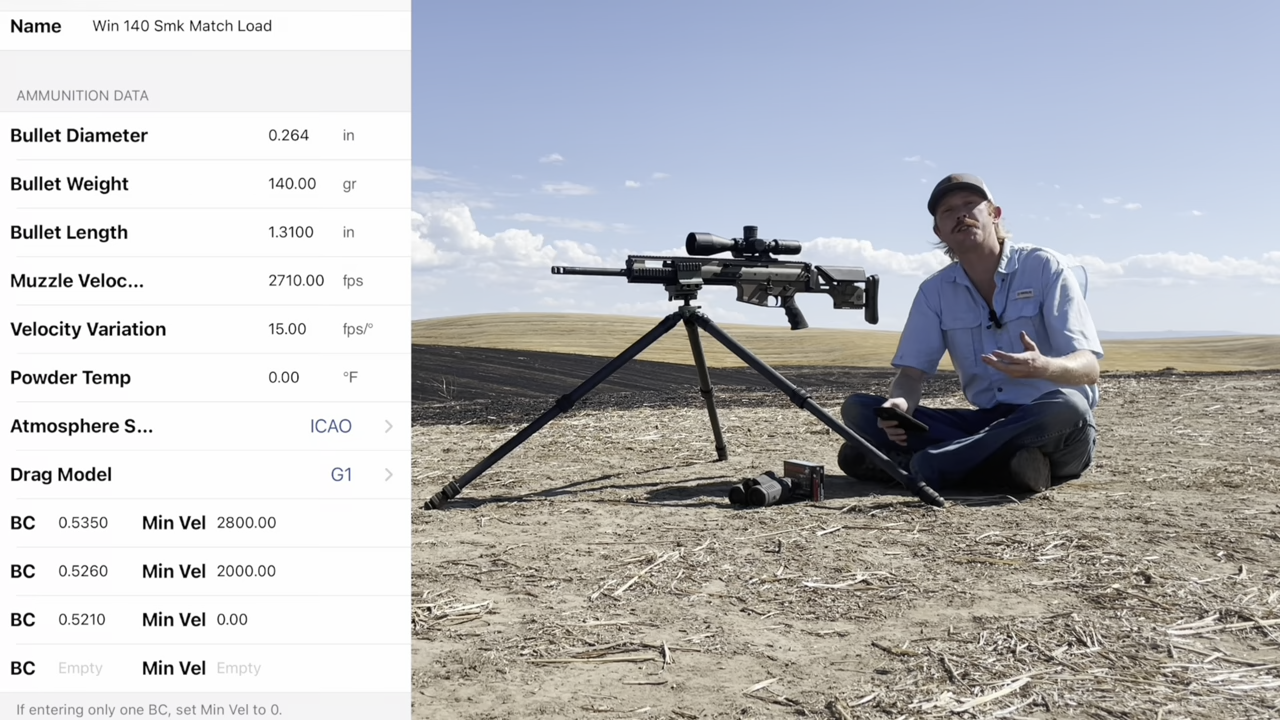 Name Win 140 Smk Match Load
AMMUNITION DATA
Bullet Diameter 0.264 in
Bullet Weight 140.00 gr
Bullet Length 1.3100 in
Muzzle Veloc... 2710.00 fps
Velocity Variation 15.00 fps/°
Powder Temp 0.00 °F
Atmosphere S... ICAO
Drag Model G1
BC 0.5350 Min Vel 2800.00
BC 0.5260 Min Vel 2000.00
BC 0.5210 Min Vel 0.00
BC Empty Min Vel Empty
If entering only one BC, set Min Vel to 0.